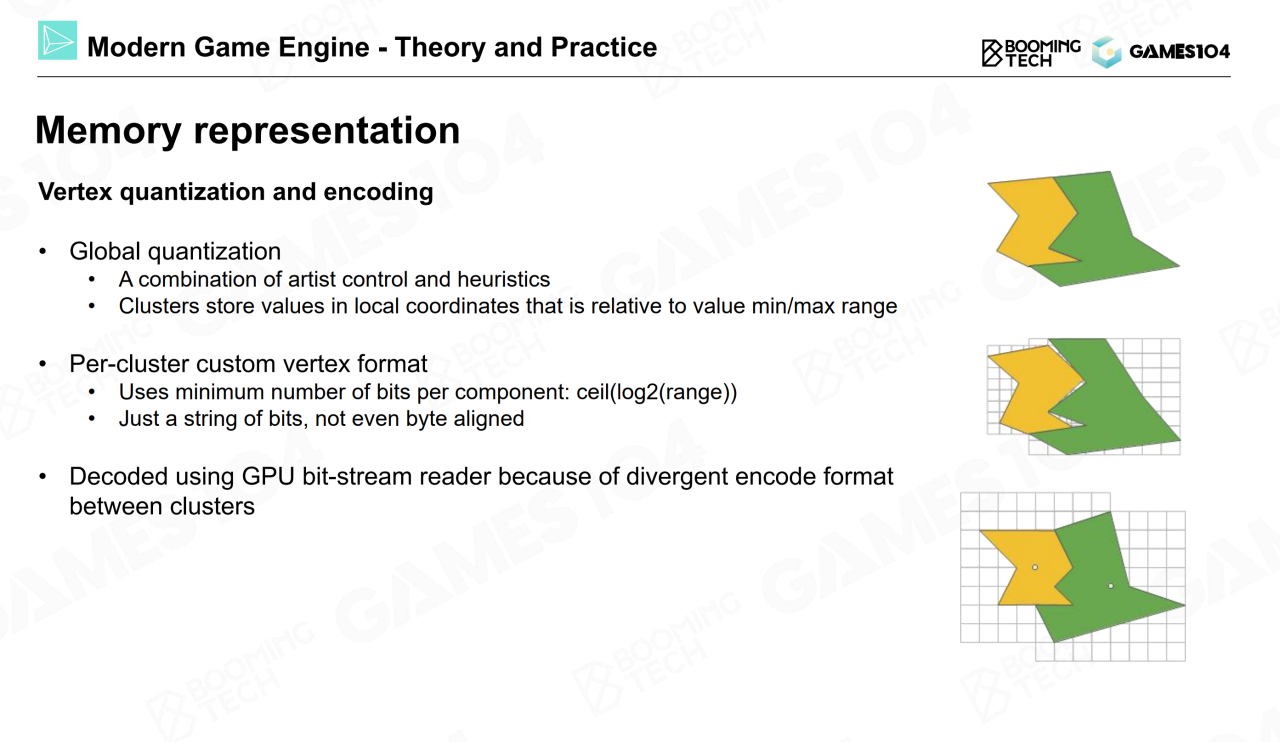 Modern Game Engine - Theory and Practice
BOOMING
TECH
GAMES104
Memory representation
Vertex quantization and encoding
• Global quantization
• A combination of artist control and heuristics
• Clusters store values in local coordinates that is relative to value min/max range
• Per-cluster custom vertex format
• Uses minimum number of bits per component: ceil(log2(range))
• Just a string of bits, not even byte aligned
• Decoded using GPU bit-stream reader because of divergent encode format
between clusters